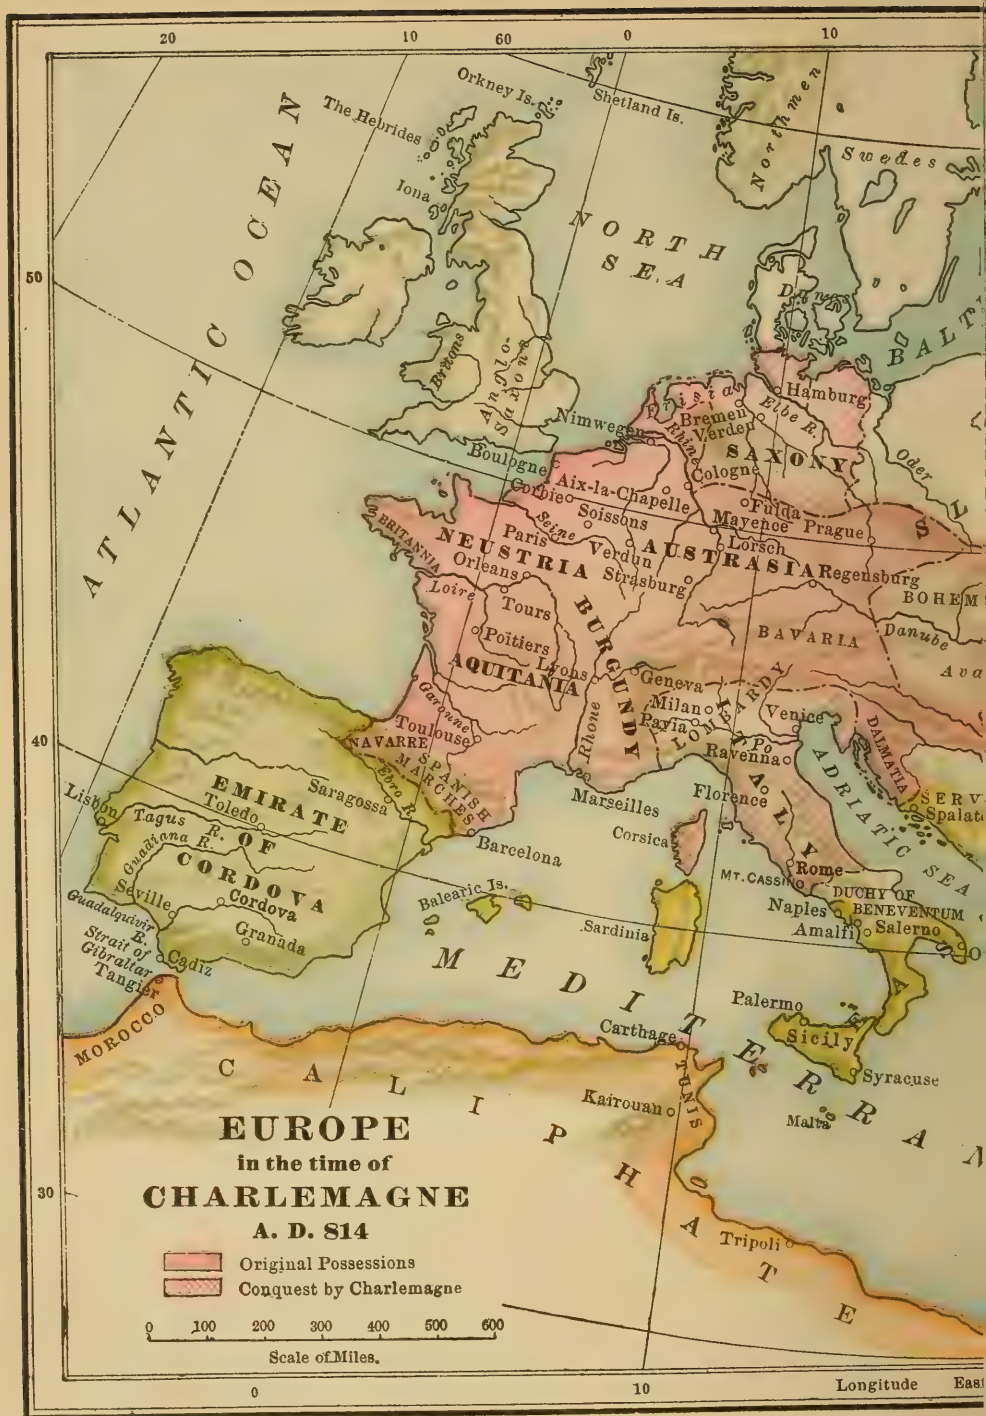 20 10 60 0 10
Orkney Is.
Shetland Is.
The Hebrides
Iona
Northmen
Swedes
ATLANTIC OCEAN
NORTH
SEA
50
Danes
BALT
Britons
Anglo-
Saxons
Frisia
Hamburg
Nimwegen
Bremen
Elbe R.
Verden
Rhine
SAXONY
Oder
Boulogne
Cologne
Corbie
Aix-la-Chapelle
Fulda
Soissons
Mayence
Prague
S
L
Seine
Paris
Lorsch
BRITANNIA
NEUSTRIA
Verdun
AUSTRASIA
Orleans
Strasburg
Regensburg
Loire
Tours
BOHEM
Poitiers
BURGUNDY
BAVARIA
Danube
AQUITANIA
Lyons
Geneva
Ava
Garonne
Milan
LOMBARDY
Venice
Pavia
Po
Toulouse
Rhone
Ravenna
DALMATIA
40
NAVARRE
SPANISH
MARCHES
ITALY
ADRIATIC SEA
Ebro R.
Saragossa
Marseilles
Florence
SERV
Spalat
Lisbon
EMIRATE
Toledo
Tagus R.
OF
Guadiana R.
CORDOVA
Corsica
Barcelona
Rome
MT. CASSINO
DUCHY OF
BENEVENTUM
Seville
Cordova
Balearic Is.
Naples
Guadalquivir
R.
Granada
Sardinia
Amalfi
Salerno
Strait of
Gibraltar
Cadiz
Tangier
O
S
A
MEDITERRAN
MOROCCO
Palermo
Carthage
Sicily
Syracuse
CALIPHATE
TUNIS
Kairouan
Malta
Tripoli
30
EUROPE
in the time of
CHARLEMAGNE
A. D. 814
Original Possessions
Conquest by Charlemagne
0 100 200 300 400 500 600
Scale of Miles.
0 10 Longitude East